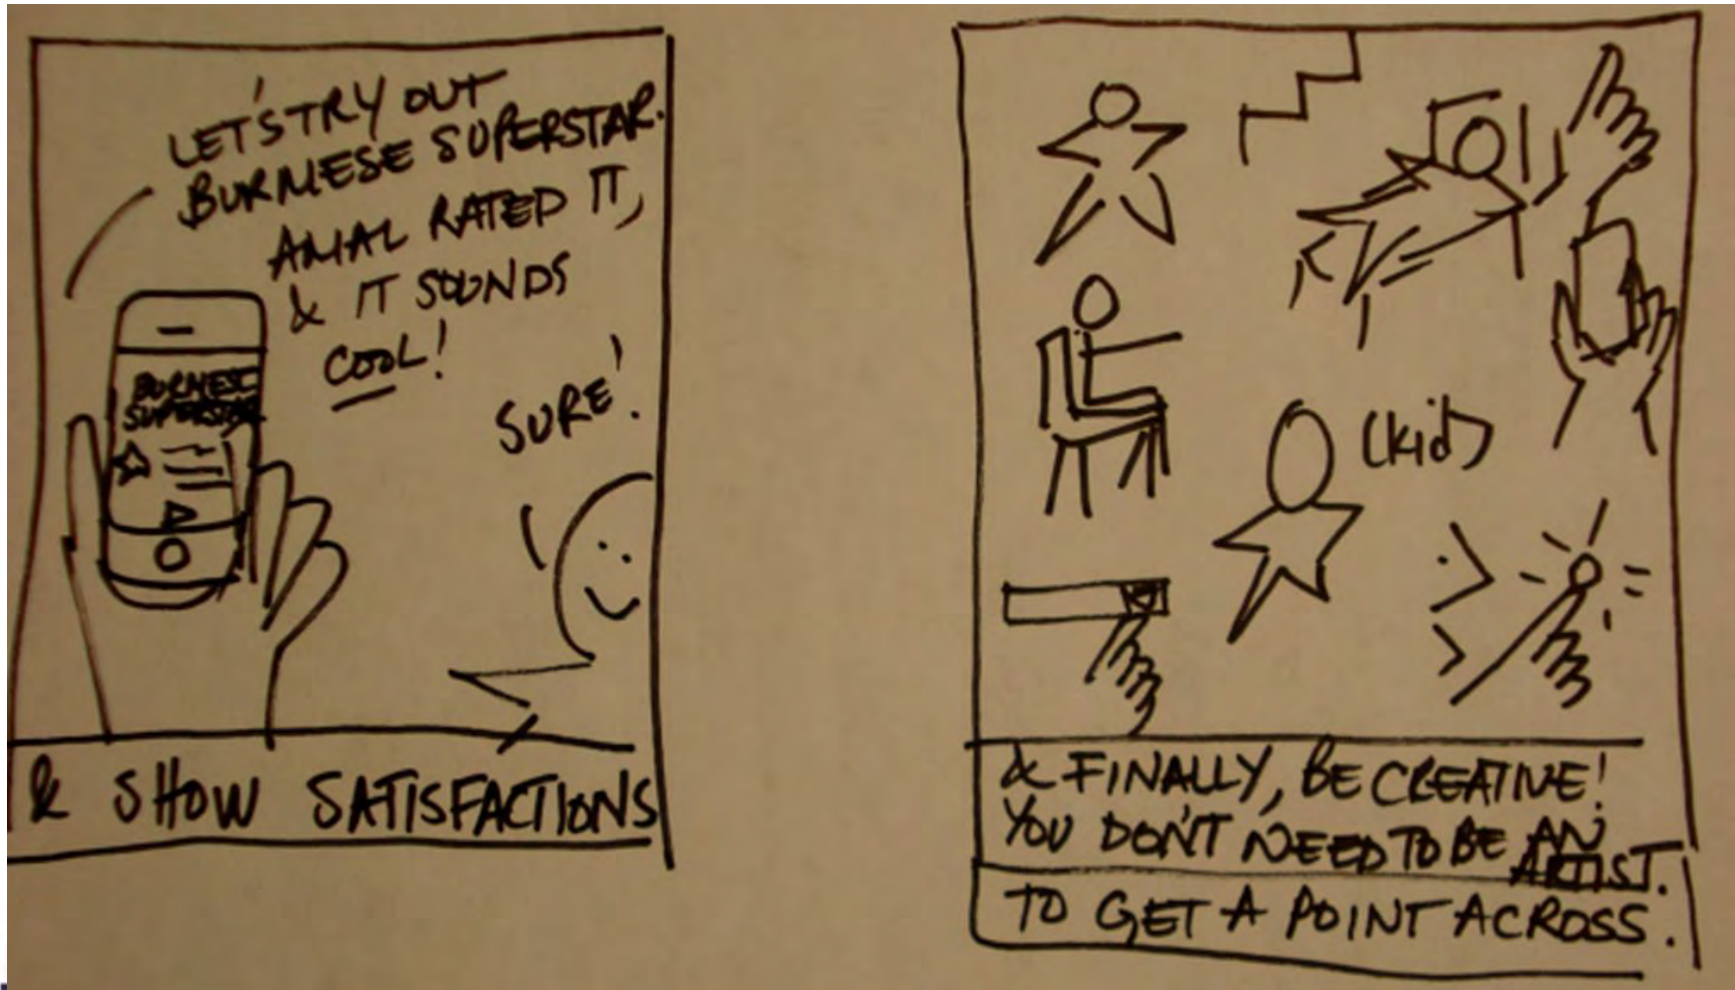 LET'S TRY OUT
BURMESE SUPERSTAR.
AMAL RATED IT,
& IT SOUNDS
COOL!
SURE!
BURMESE
SUPERSTAR
& SHOW SATISFACTIONS
(kid)
& FINALLY, BE CREATIVE!
YOU DON'T NEED TO BE AN
ARTIST.
TO GET A POINT ACROSS.